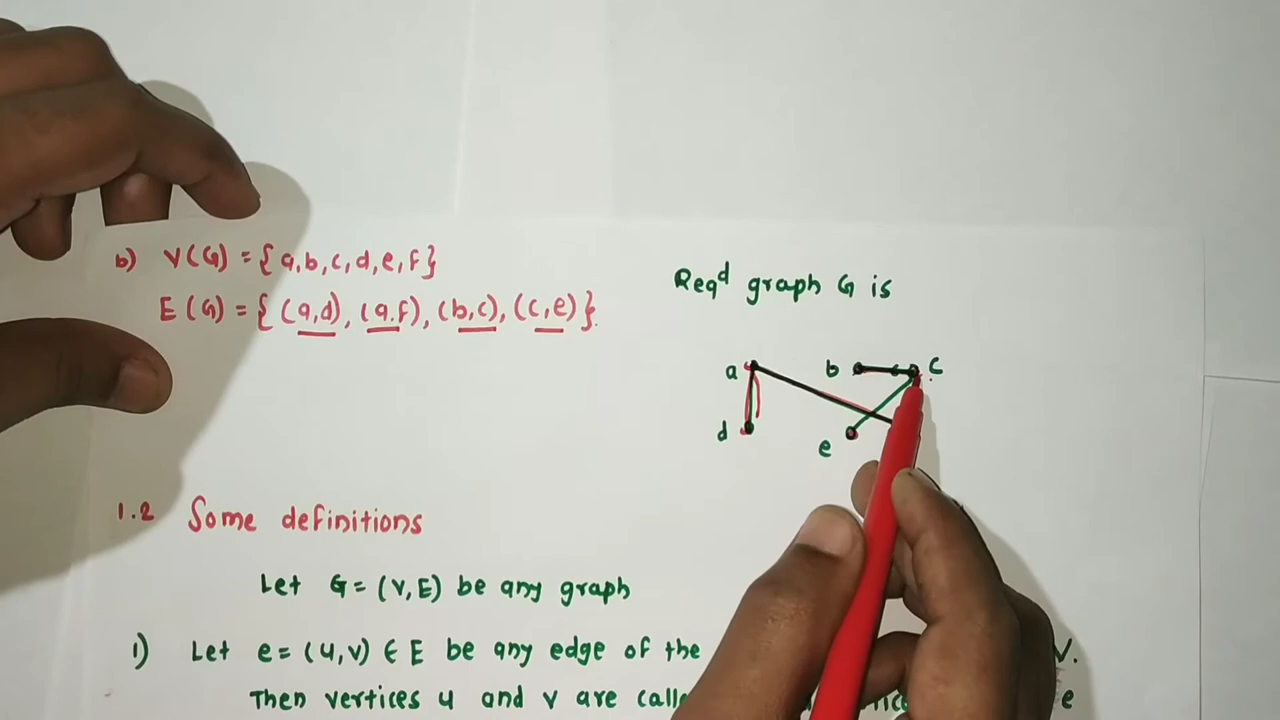 b) V(G) = {a,b,c,d,e,f}
E(G) = {(a,d), (a.f), (b,c), (c,e)}.
Reqd graph G is
a b c
d e
1.2 Some definitions
Let G = (V,E) be any graph
1) Let e = (u,v) ∈ E be any edge of the V.
Then vertices u and v are e